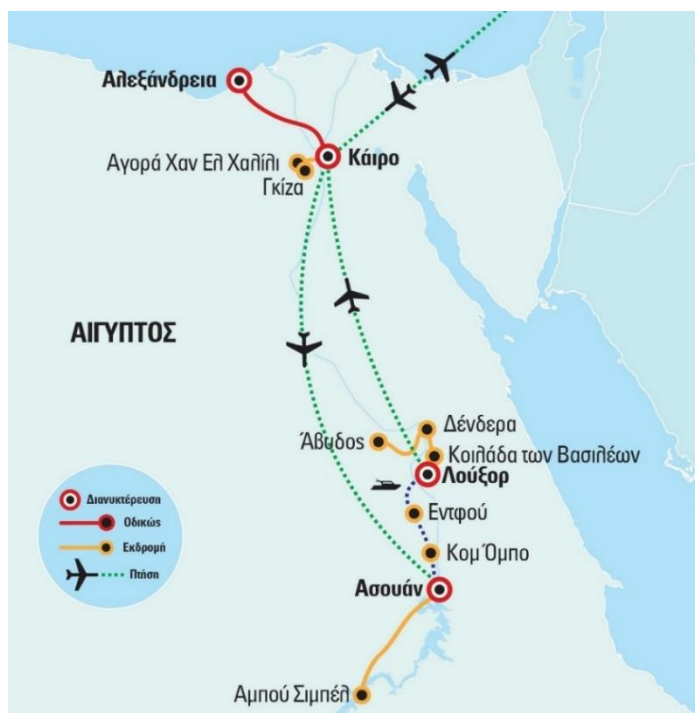 Αλεξάνδρεια
Κάιρο
Αγορά Χαν Ελ Χαλίλι
Γκίζα
ΑΙΓΥΠΤΟΣ
Δένδερα
Άβυδος
Κοιλάδα των Βασιλέων
Λούξορ
Εντφού
Κομ Όμπο
Ασουάν
Αμπού Σιμπέλ
Διανυκτέρευση
Οδικώς
Εκδρομή
Πτήση